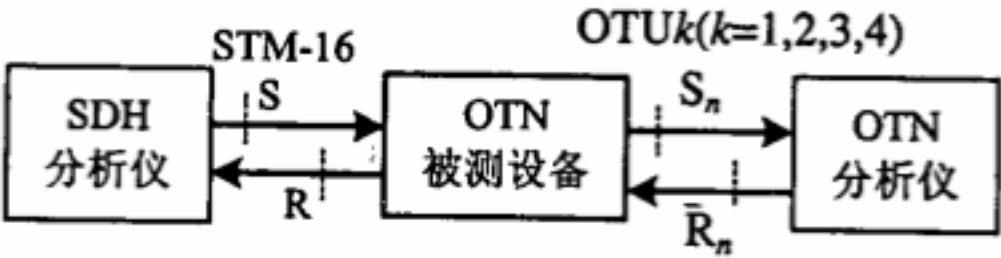 STM-16
OTUk(k=1,2,3,4)
SDH
分析仪
S
R
OTN
被测设备
Sn
Rn
OTN
分析仪